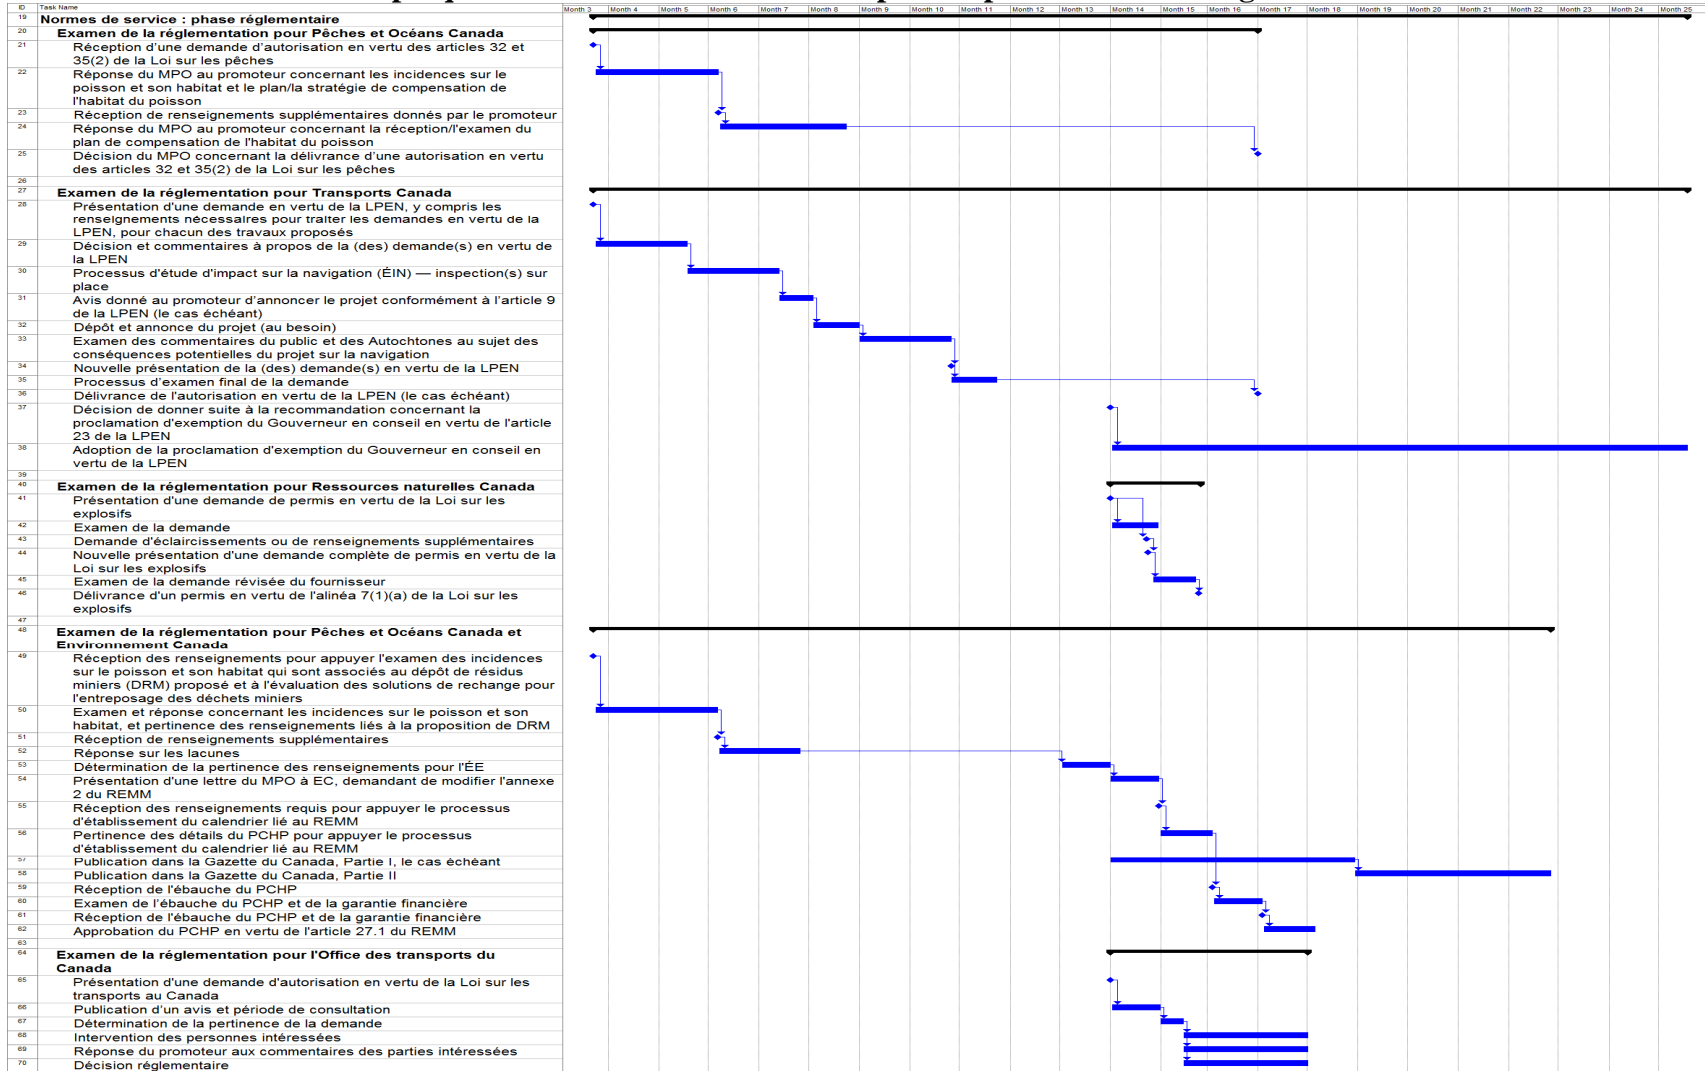 ID Task Name Month 3 Month 4 Month 5 Month 6 Month 7 Month 8 Month 9 Month 10 Month 11 Month 12 Month 13 Month 14 Month 15 Month 16 Month 17 Month 18 Month 19 Month 20 Month 21 Month 22 Month 23 Month 24 Month 25
19 Normes de service : phase réglementaire
20 Examen de la réglementation pour Pêches et Océans Canada
21 Réception d'une demande d'autorisation en vertu des articles 32 et
35(2) de la Loi sur les pêches
22 Réponse du MPO au promoteur concernant les incidences sur le
poisson et son habitat et le plan/la stratégie de compensation de
l'habitat du poisson
23 Réception de renseignements supplémentaires donnés par le promoteur
24 Réponse du MPO au promoteur concernant la réception/l'examen du
plan de compensation de l'habitat du poisson
25 Décision du MPO concernant la délivrance d'une autorisation en vertu
des articles 32 et 35(2) de la Loi sur les pêches
26
27 Examen de la réglementation pour Transports Canada
28 Présentation d'une demande en vertu de la LPEN, y compris les
renseignements nécessaires pour traiter les demandes en vertu de la
LPEN, pour chacun des travaux proposés
29 Décision et commentaires à propos de la (des) demande(s) en vertu de
la LPEN
30 Processus d'étude d'impact sur la navigation (ÉIN) — inspection(s) sur
place
31 Avis donné au promoteur d'annoncer le projet conformément à l'article 9
de la LPEN (le cas échéant)
32 Dépôt et annonce du projet (au besoin)
33 Examen des commentaires du public et des Autochtones au sujet des
conséquences potentielles du projet sur la navigation
34 Nouvelle présentation de la (des) demande(s) en vertu de la LPEN
35 Processus d'examen final de la demande
36 Délivrance de l'autorisation en vertu de la LPEN (le cas échéant)
37 Décision de donner suite à la recommandation concernant la
proclamation d'exemption du Gouverneur en conseil en vertu de l'article
23 de la LPEN
38 Adoption de la proclamation d'exemption du Gouverneur en conseil en
vertu de la LPEN
39
40 Examen de la réglementation pour Ressources naturelles Canada
41 Présentation d'une demande de permis en vertu de la Loi sur les
explosifs
42 Examen de la demande
43 Demande d'éclaircissements ou de renseignements supplémentaires
44 Nouvelle présentation d'une demande complète de permis en vertu de la
Loi sur les explosifs
45 Examen de la demande révisée du fournisseur
46 Délivrance d'un permis en vertu de l'alinéa 7(1)(a) de la Loi sur les
explosifs
47
48 Examen de la réglementation pour Pêches et Océans Canada et
Environnement Canada
49 Réception des renseignements pour appuyer l'examen des incidences
sur le poisson et son habitat qui sont associés au dépôt de résidus
miniers (DRM) proposé et à l'évaluation des solutions de rechange pour
l'entreposage des déchets miniers
50 Examen et réponse concernant les incidences sur le poisson et son
habitat, et pertinence des renseignements liés à la proposition de DRM
51 Réception de renseignements supplémentaires
52 Réponse sur les lacunes
53 Détermination de la pertinence des renseignements pour l'ÉE
54 Présentation d'une lettre du MPO à EC, demandant de modifier l'annexe
2 du REMM
55 Réception des renseignements requis pour appuyer le processus
d'établissement du calendrier lié au REMM
56 Pertinence des détails du PCHP pour appuyer le processus
d'établissement du calendrier lié au REMM
57 Publication dans la Gazette du Canada, Partie I, le cas échéant
58 Publication dans la Gazette du Canada, Partie II
59 Réception de l'ébauche du PCHP
60 Examen de l'ébauche du PCHP et de la garantie financière
61 Réception de l'ébauche du PCHP et de la garantie financière
62 Approbation du PCHP en vertu de l'article 27.1 du REMM
63
64 Examen de la réglementation pour l'Office des transports du
Canada
65 Présentation d'une demande d'autorisation en vertu de la Loi sur les
transports au Canada
66 Publication d'un avis et période de consultation
67 Détermination de la pertinence de la demande
68 Intervention des personnes intéressées
69 Réponse du promoteur aux commentaires des parties intéressées
70 Décision réglementaire